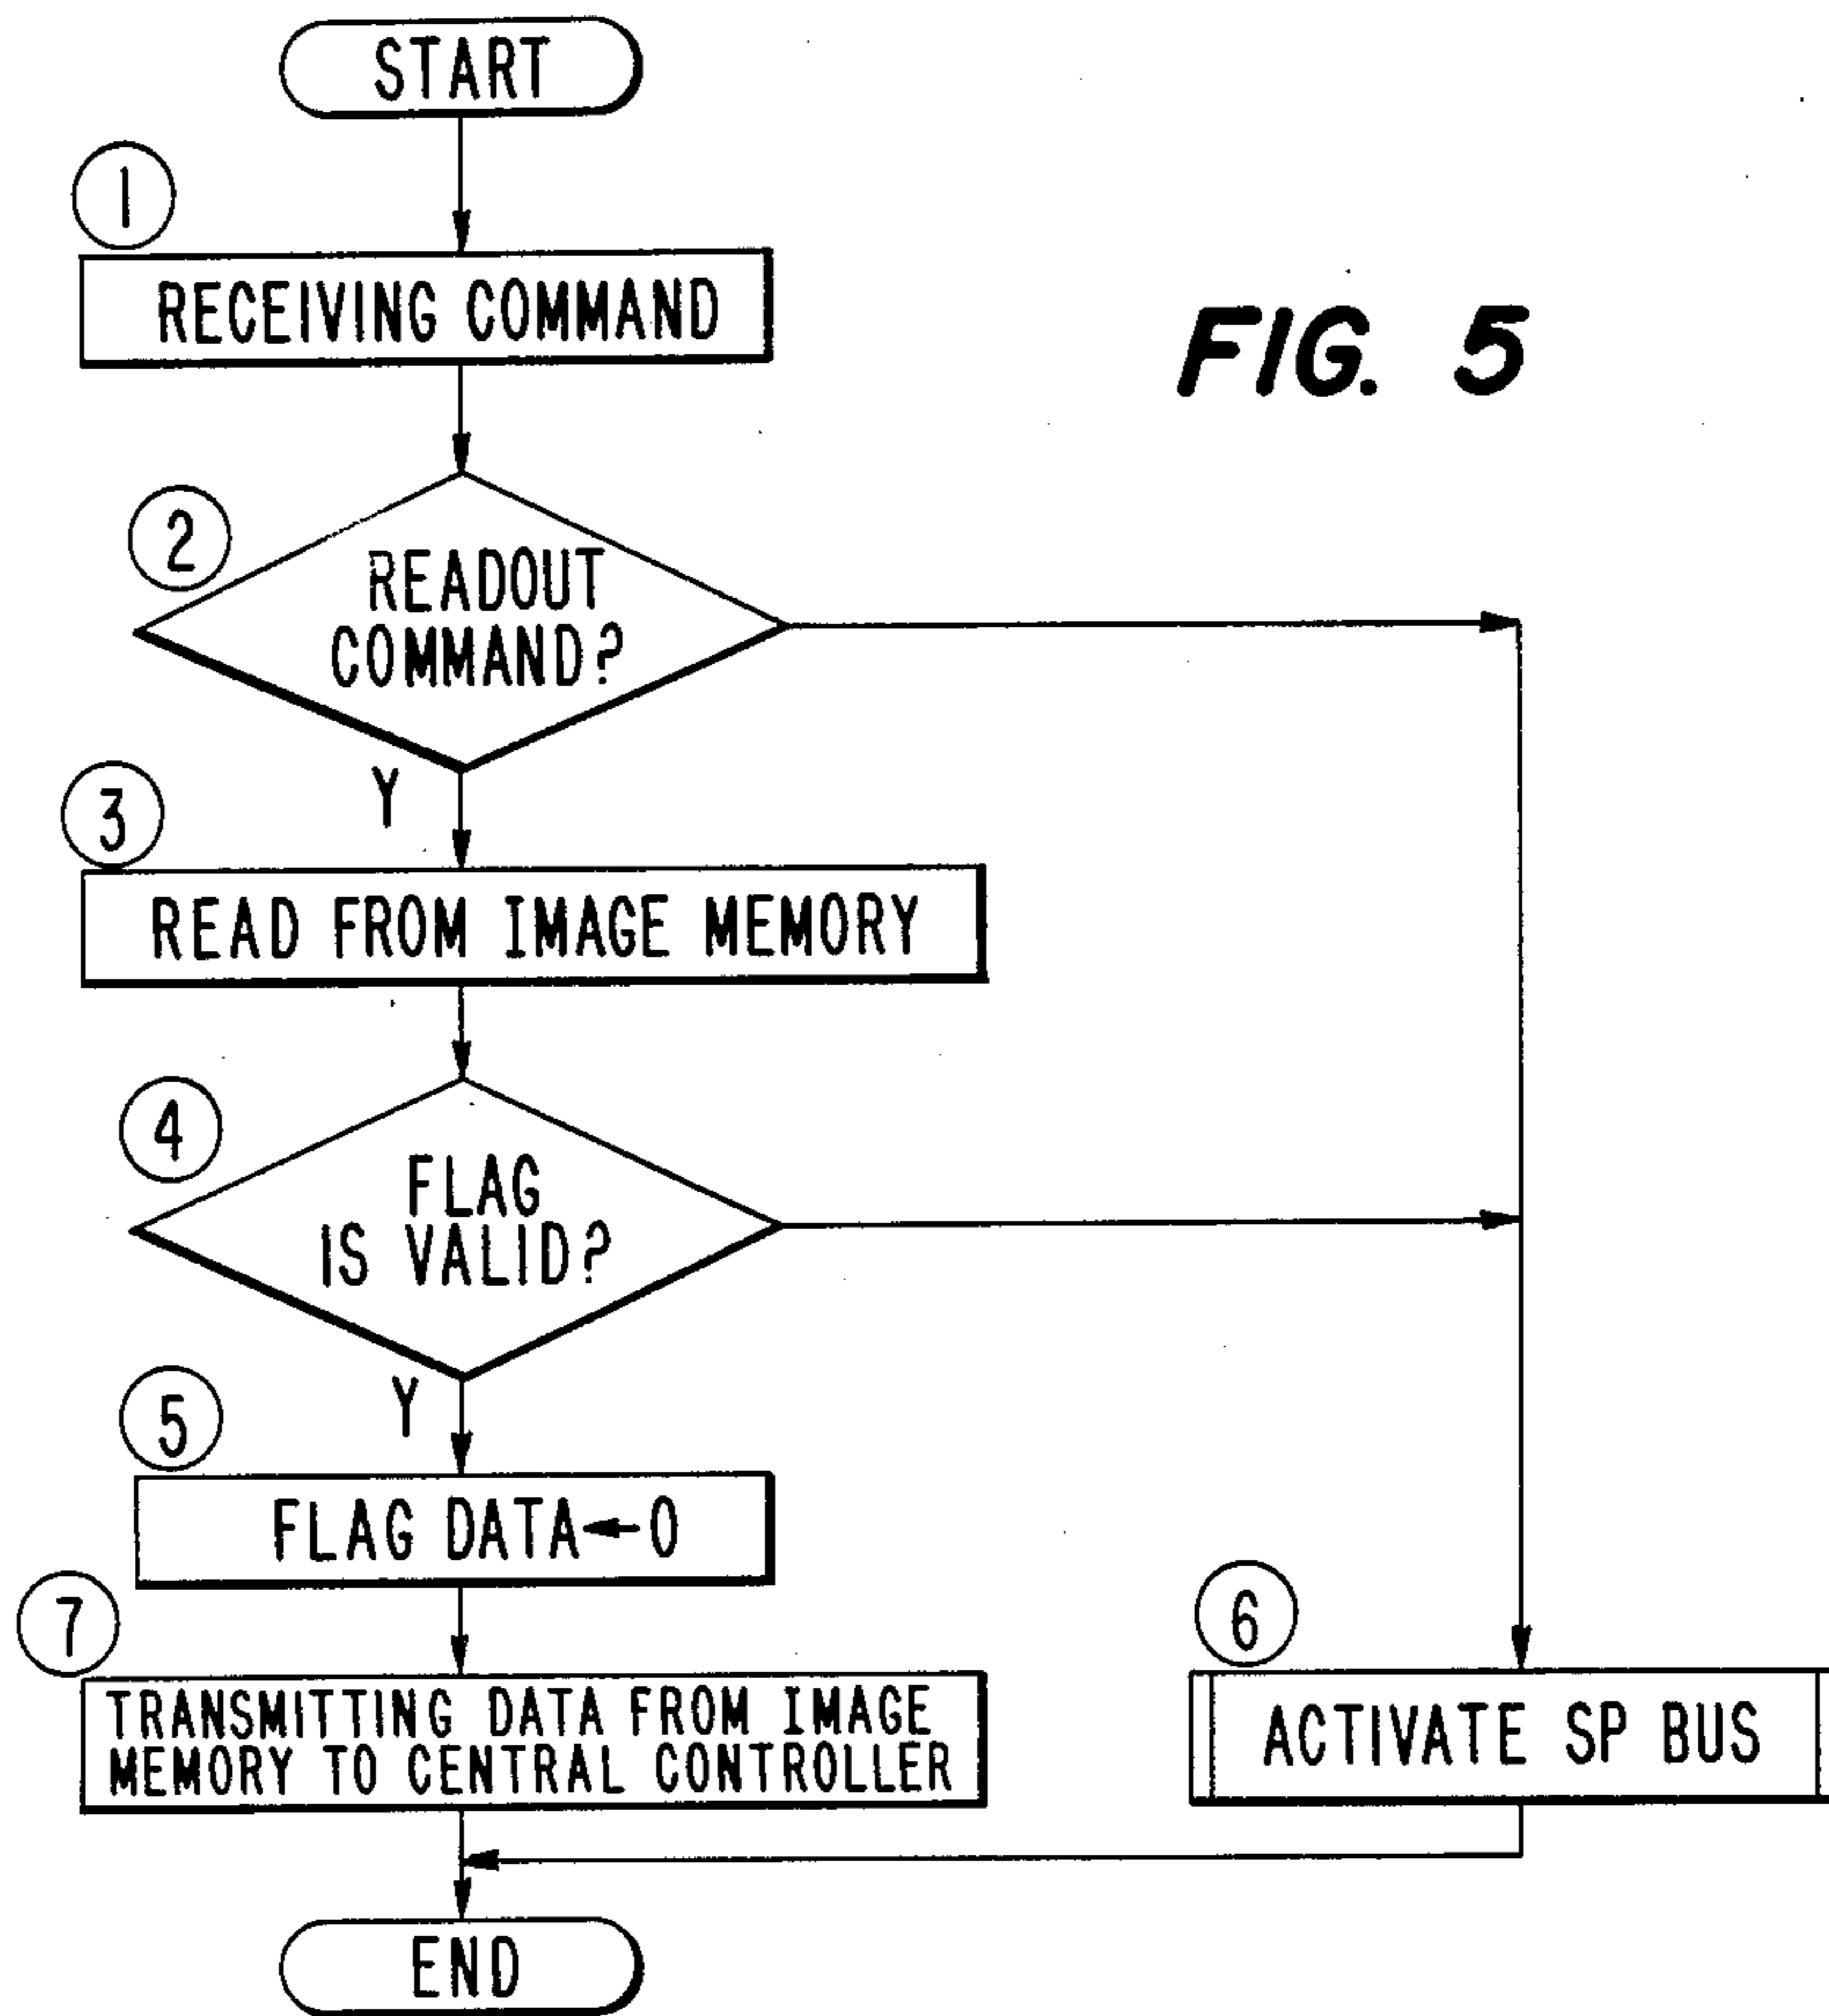 START
1
RECEIVING COMMAND
FIG. 5
2
READOUT
COMMAND?
Y
3
READ FROM IMAGE MEMORY
4
FLAG
IS VALID?
Y
5
FLAG DATA←0
7
TRANSMITTING DATA FROM IMAGE
MEMORY TO CENTRAL CONTROLLER
6
ACTIVATE SP BUS
END